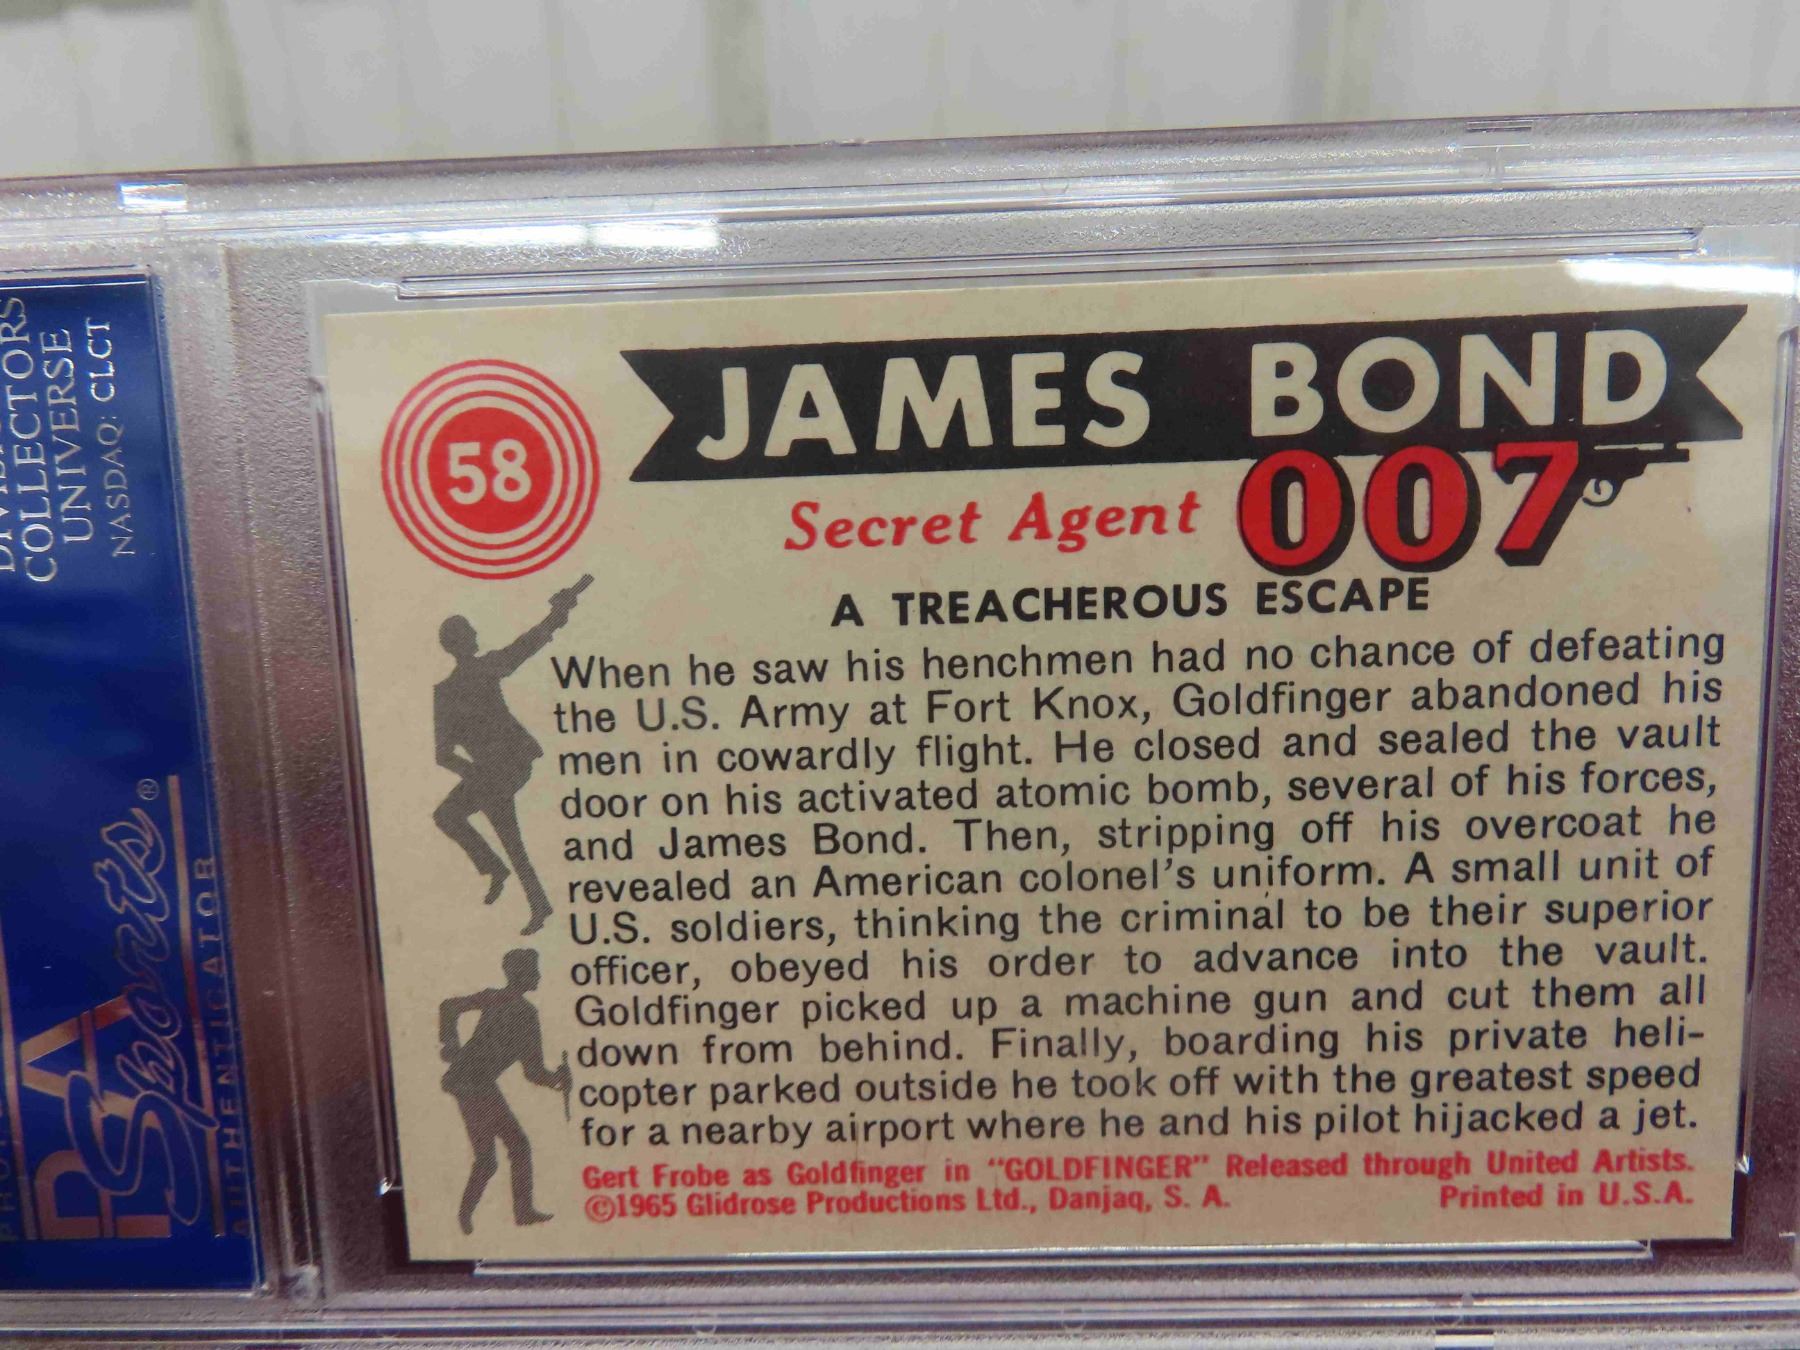 COLLECTORS
UNIVERSE
NASDAQ: CLCT
PSA
Sports®
AUTHENTICATOR
58
JAMES BOND
Secret Agent 007
A TREACHEROUS ESCAPE
When he saw his henchmen had no chance of defeating
the U.S. Army at Fort Knox, Goldfinger abandoned his
men in cowardly flight. He closed and sealed the vault
door on his activated atomic bomb, several of his forces,
and James Bond. Then, stripping off his overcoat he
revealed an American colonel's uniform. A small unit of
U.S. soldiers, thinking the criminal to be their superior
officer, obeyed his order to advance into the vault.
Goldfinger picked up a machine gun and cut them all
down from behind. Finally, boarding his private heli-
copter parked outside he took off with the greatest speed
for a nearby airport where he and his pilot hijacked a jet.
Gert Frobe as Goldfinger in "GOLDFINGER" Released through United Artists.
©1965 Glidrose Productions Ltd., Danjaq, S. A. Printed in U.S.A.